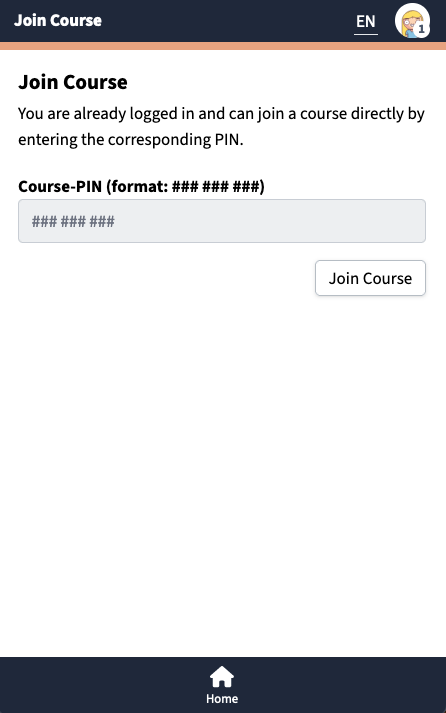 Join Course
EN
1
Join Course
You are already logged in and can join a course directly by
entering the corresponding PIN.
Course-PIN (format: ### ### ###)
### ### ###
Join Course
Home